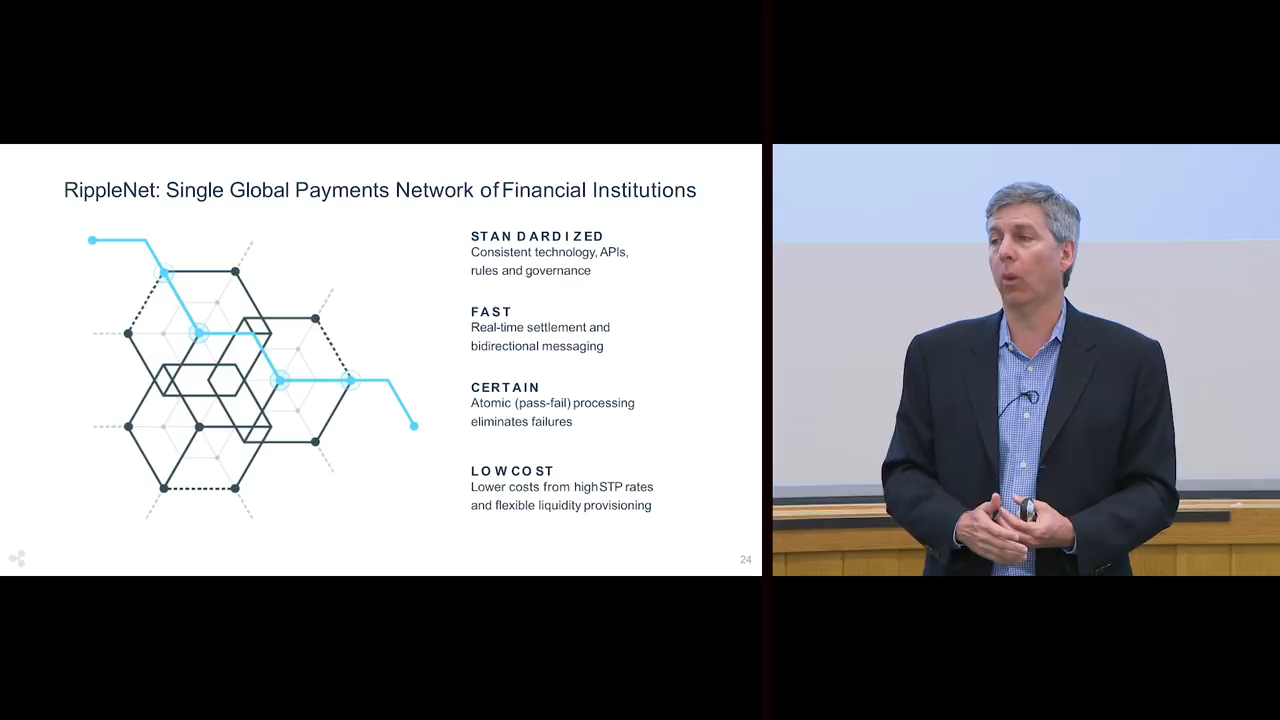 RippleNet: Single Global Payments Network of Financial Institutions
STANDARDIZED
Consistent technology, APIs,
rules and governance
FAST
Real-time settlement and
bidirectional messaging
CERTAIN
Atomic (pass-fail) processing
eliminates failures
LOW COST
Lower costs from high STP rates
and flexible liquidity provisioning
24